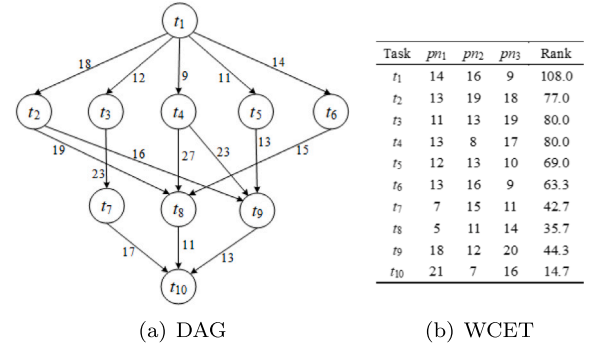 t1
18
12
9
11
14
t2
t3
t4
t5
t6
19
16
27
23
13
15
23
t7
t8
t9
17
11
13
t10
(a) DAG
Task pn1 pn2 pn3 Rank
t1 14 16 9 108.0
t2 13 19 18 77.0
t3 11 13 19 80.0
t4 13 8 17 80.0
t5 12 13 10 69.0
t6 13 16 9 63.3
t7 7 15 11 42.7
t8 5 11 14 35.7
t9 18 12 20 44.3
t10 21 7 16 14.7
(b) WCET